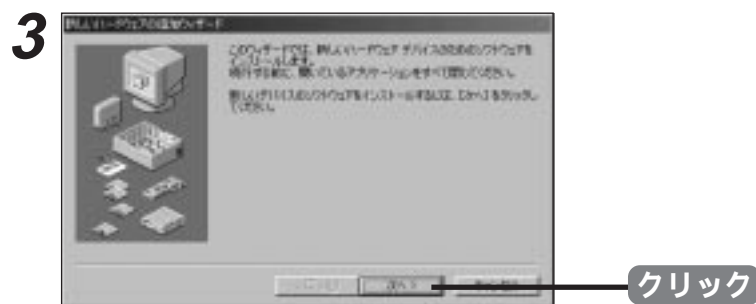 3
新しいハードウェアの追加ウィザード
このウィザードでは、新しいハードウェア デバイスのためのソフトウェアを
インストールします。
続行する前に、開いているアプリケーションをすべて閉じてください。
新しいデバイスのソフトウェアをインストールするには、[次へ] をクリックし
てください。
次へ >
クリック